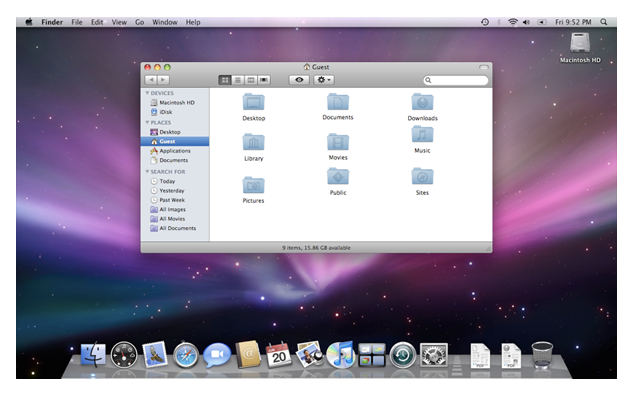 Finder File Edit View Go Window Help Fri 9:52 PM
Macintosh HD
Guest
DEVICES
Macintosh HD
iDisk
PLACES
Desktop
Guest
Applications
Documents
SEARCH FOR
Today
Yesterday
Past Week
All Images
All Movies
All Documents
Desktop Documents Downloads
Library Movies Music
Pictures Public Sites
9 items, 15.86 GB available
20
PDF PDF